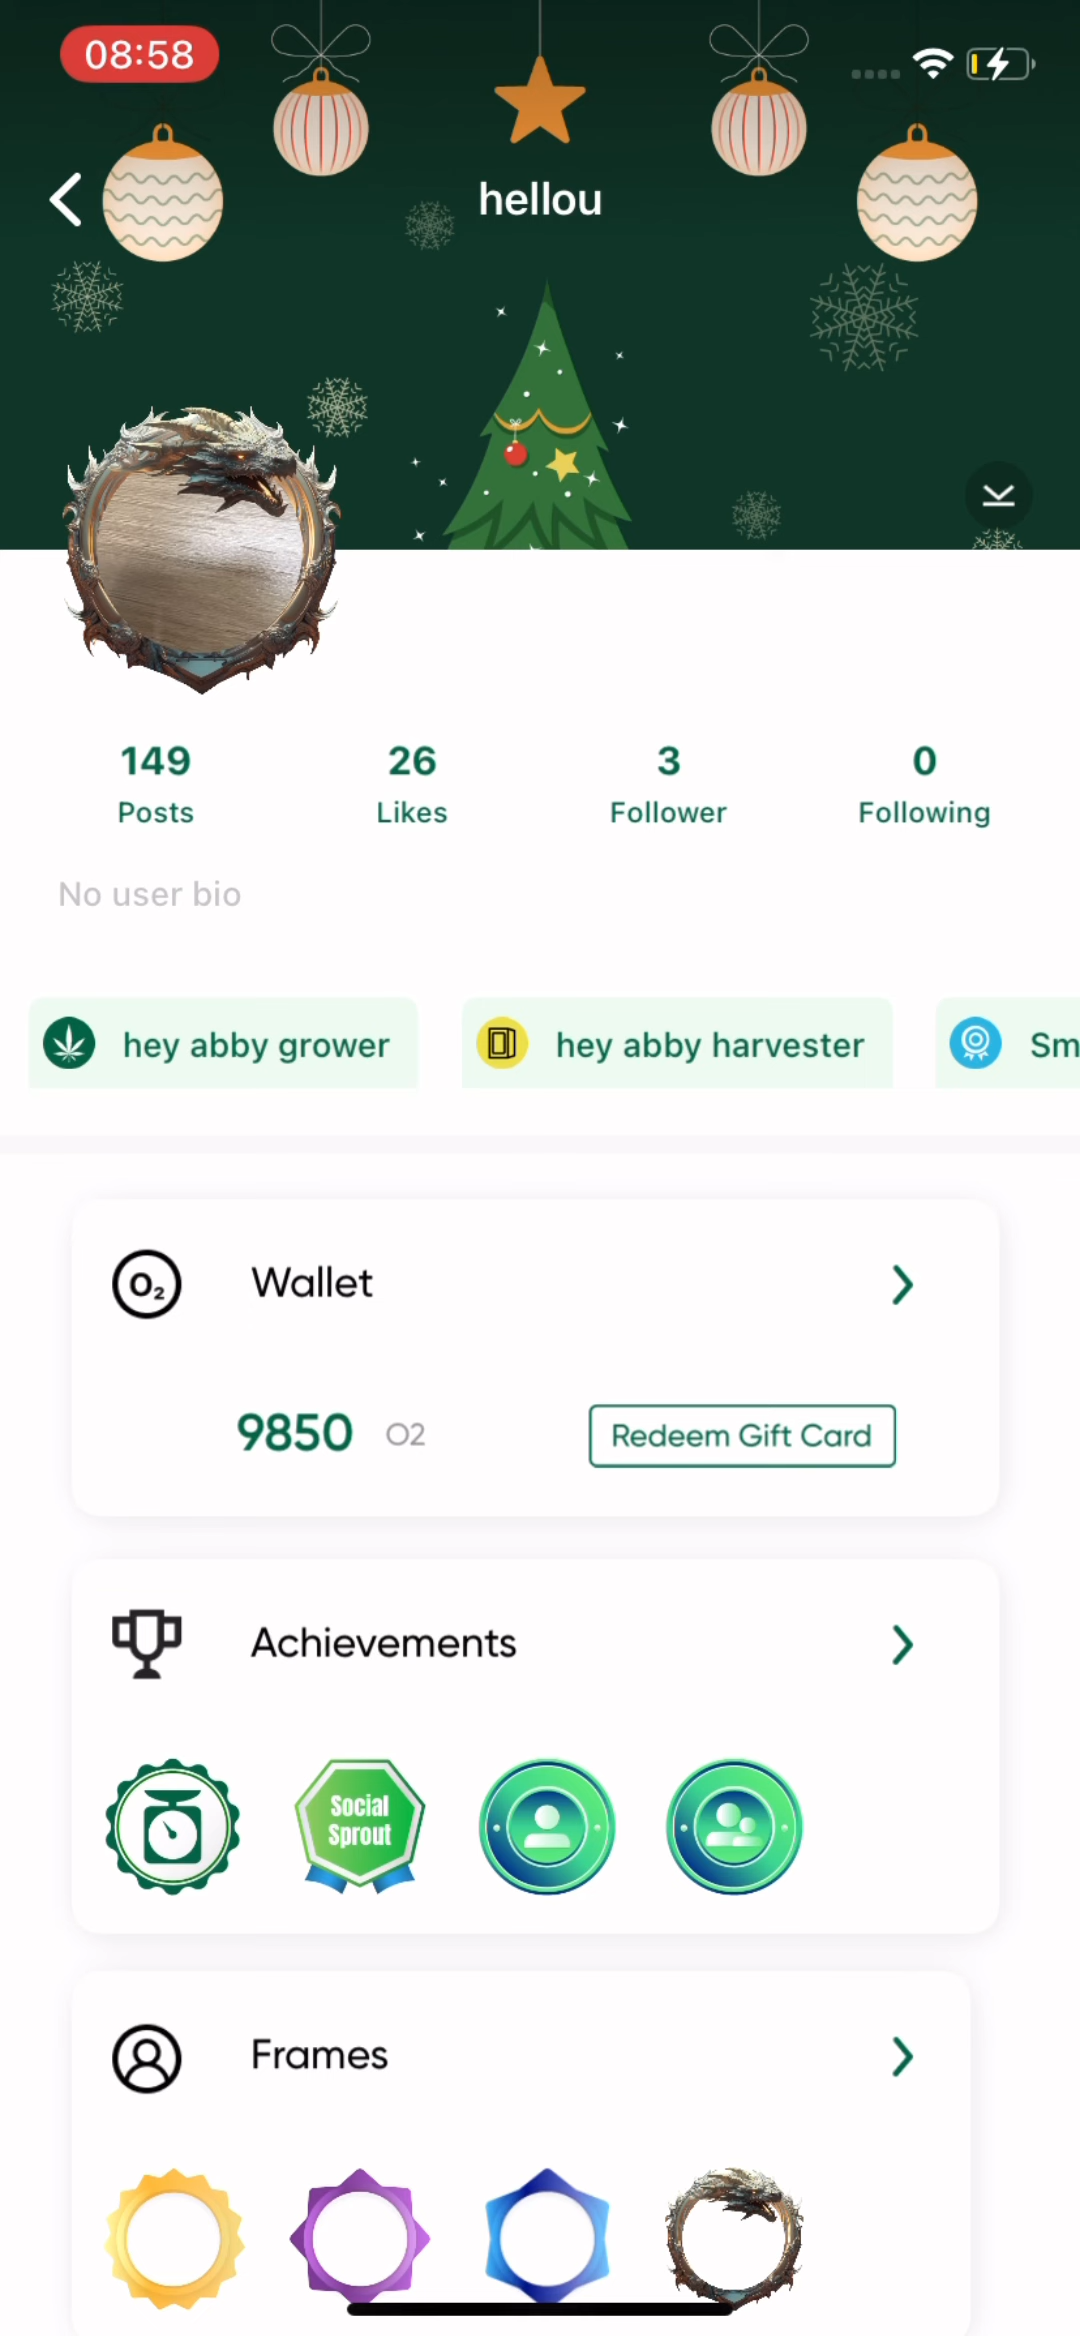 08:58
hellou
149
Posts
26
Likes
3
Follower
0
Following
No user bio
hey abby grower
hey abby harvester
Sm
O₂
Wallet
9850 O2
Redeem Gift Card
Achievements
Social
Sprout
Frames